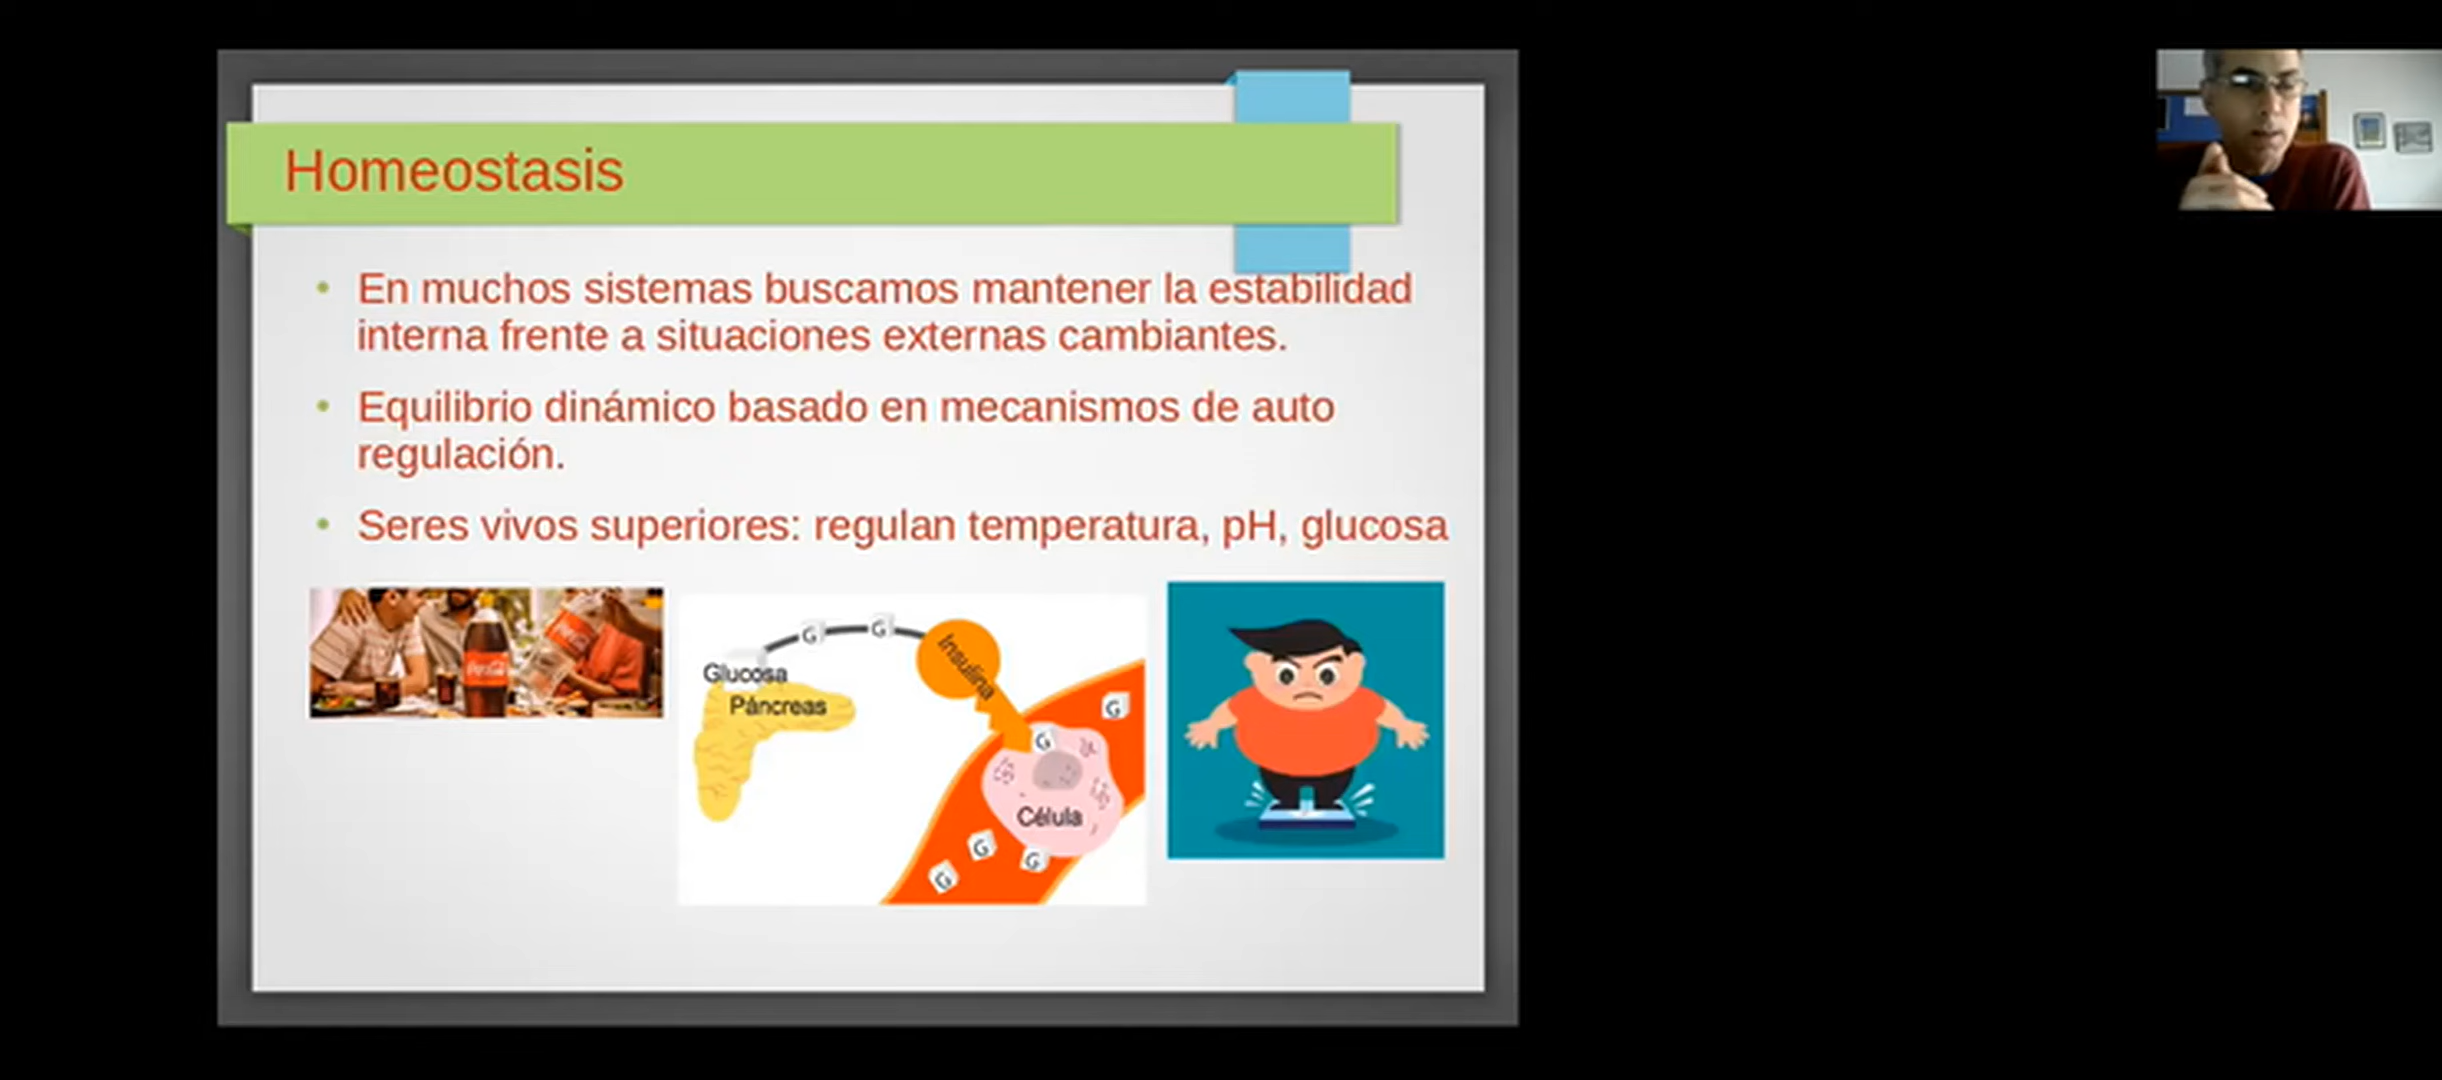 Homeostasis
En muchos sistemas buscamos mantener la estabilidad
interna frente a situaciones externas cambiantes.
Equilibrio dinámico basado en mecanismos de auto
regulación.
Seres vivos superiores: regulan temperatura, pH, glucosa
G
G
Insulina
Glucosa
Páncreas
G
G
Célula
G
G
G